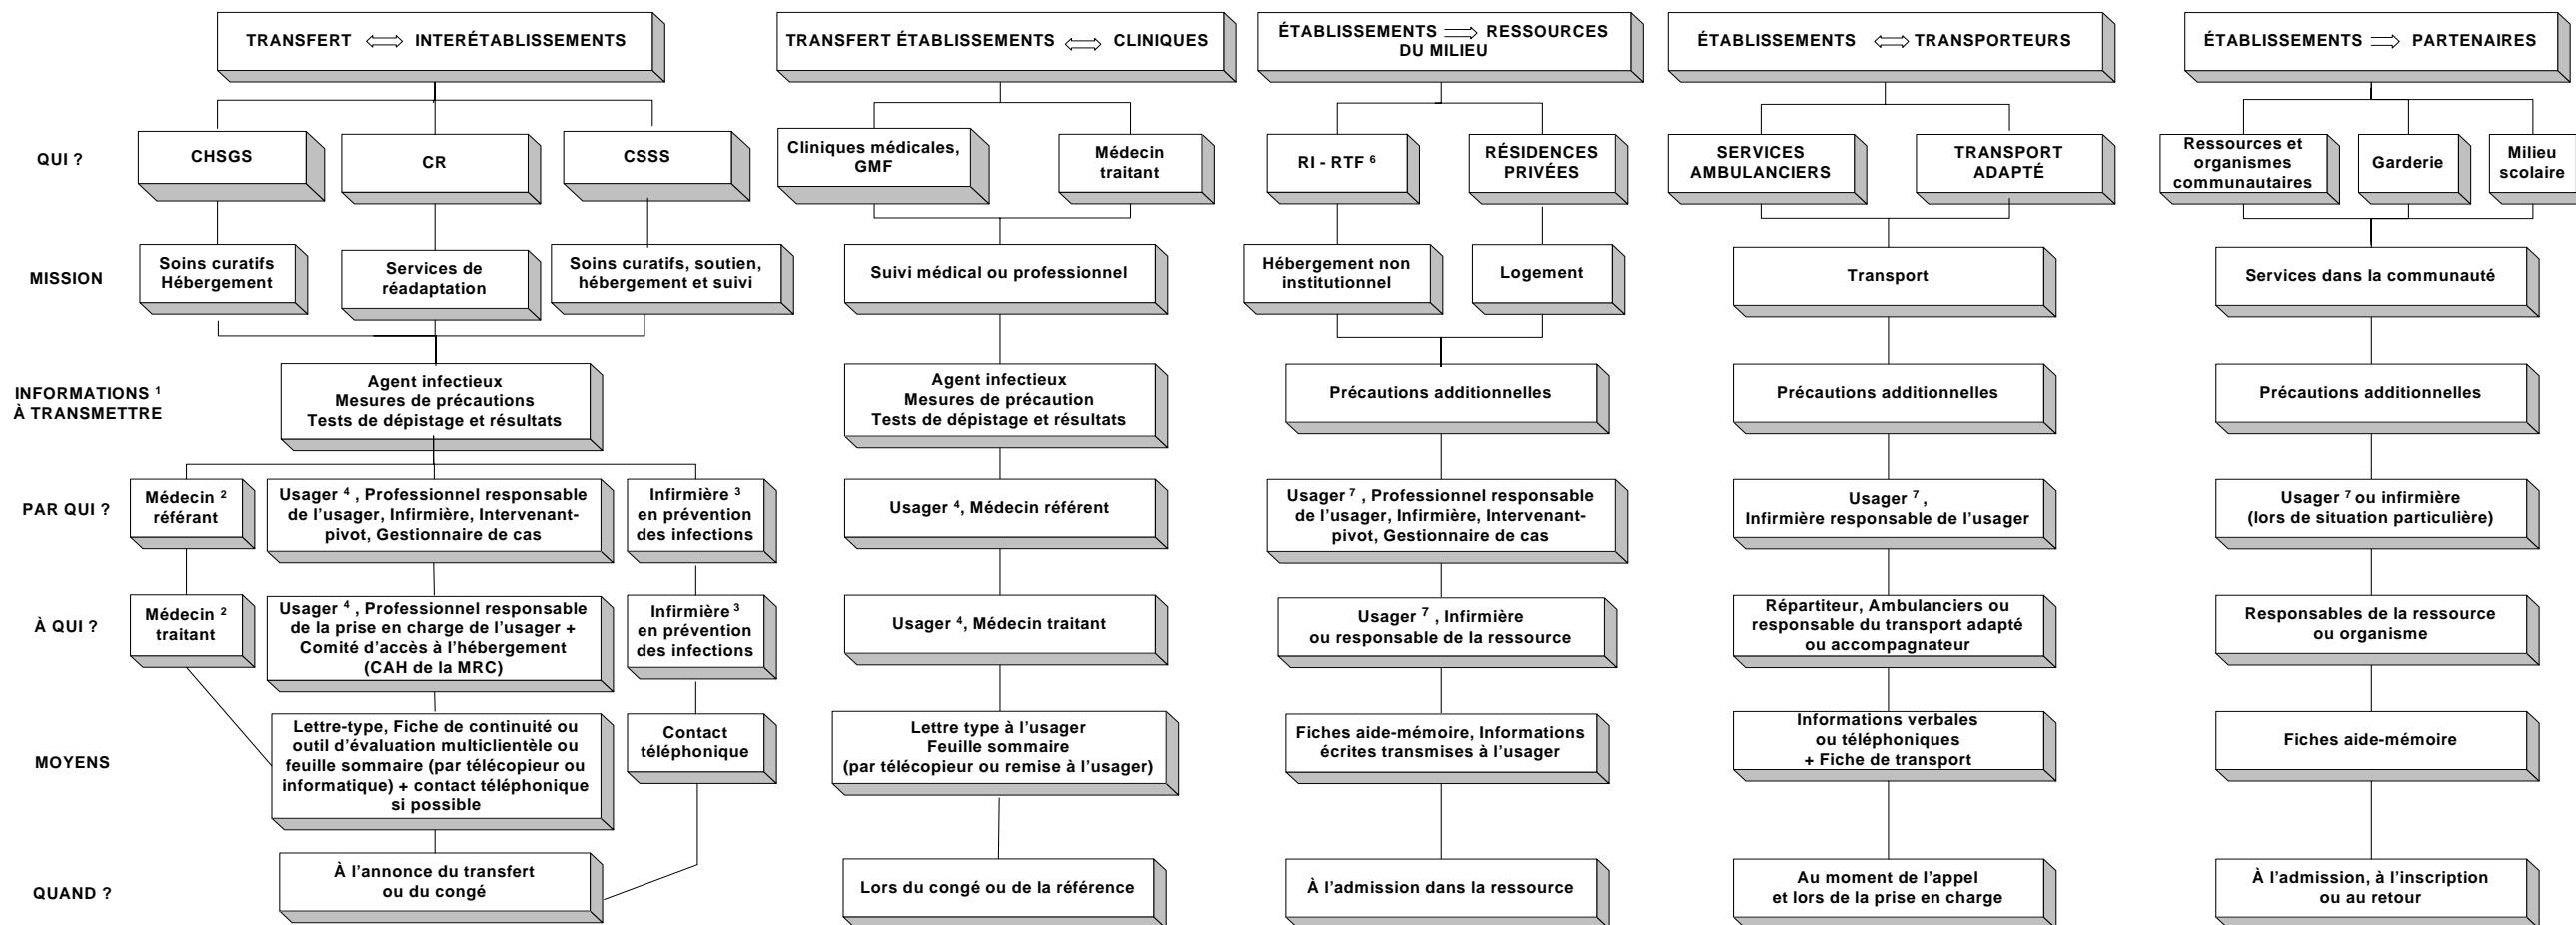 TRANSFERT ⟺ INTERÉTABLISSEMENTS
TRANSFERT ÉTABLISSEMENTS ⟺ CLINIQUES
ÉTABLISSEMENTS ⟹ RESSOURCES
DU MILIEU
ÉTABLISSEMENTS ⟺ TRANSPORTEURS
ÉTABLISSEMENTS ⟹ PARTENAIRES
QUI ?
CHSGS
CR
CSSS
Cliniques médicales,
GMF
Médecin
traitant
RI - RTF 6
RÉSIDENCES
PRIVÉES
SERVICES
AMBULANCIERS
TRANSPORT
ADAPTÉ
Ressources et
organismes
communautaires
Garderie
Milieu
scolaire
MISSION
Soins curatifs
Hébergement
Services de
réadaptation
Soins curatifs, soutien,
hébergement et suivi
Suivi médical ou professionnel
Hébergement non
institutionnel
Logement
Transport
Services dans la communauté
INFORMATIONS 1
À TRANSMETTRE
Agent infectieux
Mesures de précautions
Tests de dépistage et résultats
Agent infectieux
Mesures de précaution
Tests de dépistage et résultats
Précautions additionnelles
Précautions additionnelles
Précautions additionnelles
PAR QUI ?
Médecin 2
référant
Usager 4 , Professionnel responsable
de l’usager, Infirmière, Intervenant-
pivot, Gestionnaire de cas
Infirmière 3
en prévention
des infections
Usager 4, Médecin référent
Usager 7 , Professionnel responsable
de l’usager, Infirmière, Intervenant-
pivot, Gestionnaire de cas
Usager 7 ,
Infirmière responsable de l’usager
Usager 7 ou infirmière
(lors de situation particulière)
À QUI ?
Médecin 2
traitant
Usager 4 , Professionnel responsable
de la prise en charge de l’usager +
Comité d’accès à l’hébergement
(CAH de la MRC)
Infirmière 3
en prévention
des infections
Usager 4, Médecin traitant
Usager 7 , Infirmière
ou responsable de la ressource
Répartiteur, Ambulanciers ou
responsable du transport adapté
ou accompagnateur
Responsables de la ressource
ou organisme
MOYENS
Lettre-type, Fiche de continuité ou
outil d’évaluation multiclientèle ou
feuille sommaire (par télécopieur ou
informatique) + contact téléphonique
si possible
Contact
téléphonique
Lettre type à l’usager
Feuille sommaire
(par télécopieur ou remise à l’usager)
Fiches aide-mémoire, Informations
écrites transmises à l’usager
Informations verbales
ou téléphoniques
+ Fiche de transport
Fiches aide-mémoire
QUAND ?
À l’annonce du transfert
ou du congé
Lors du congé ou de la référence
À l’admission dans la ressource
Au moment de l’appel
et lors de la prise en charge
À l’admission, à l’inscription
ou au retour